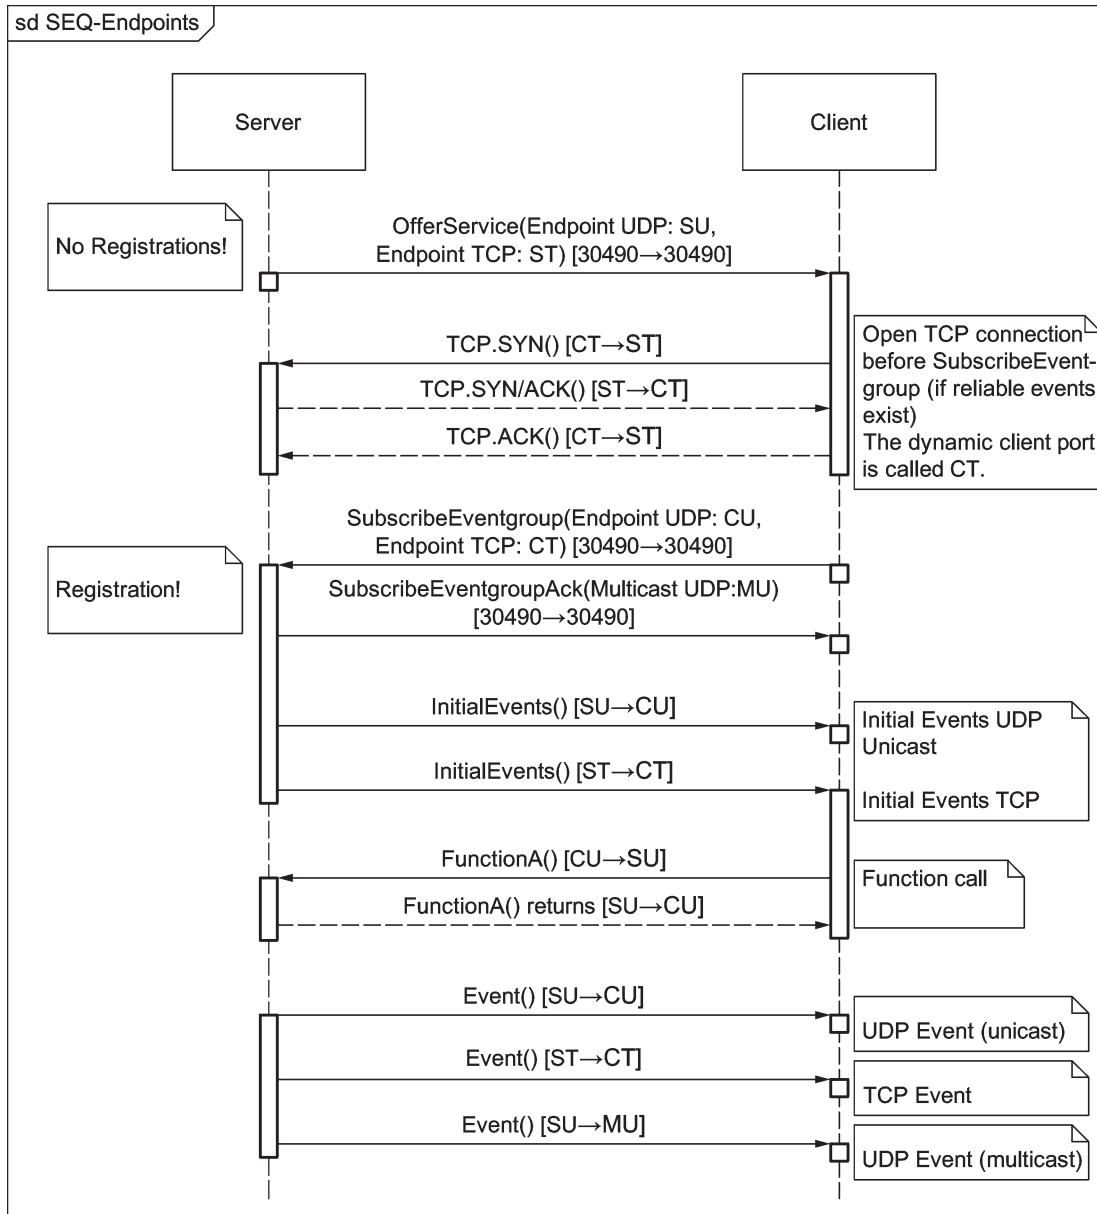 sd SEQ-Endpoints
Server
Client
No Registrations!
OfferService(Endpoint UDP: SU,
Endpoint TCP: ST) [30490→30490]
Open TCP connection
before SubscribeEvent-
group (if reliable events
exist)
The dynamic client port
is called CT.
TCP.SYN() [CT→ST]
TCP.SYN/ACK() [ST→CT]
TCP.ACK() [CT→ST]
SubscribeEventgroup(Endpoint UDP: CU,
Endpoint TCP: CT) [30490→30490]
Registration!
SubscribeEventgroupAck(Multicast UDP:MU)
[30490→30490]
InitialEvents() [SU→CU]
Initial Events UDP
Unicast
InitialEvents() [ST→CT]
Initial Events TCP
FunctionA() [CU→SU]
Function call
FunctionA() returns [SU→CU]
Event() [SU→CU]
UDP Event (unicast)
Event() [ST→CT]
TCP Event
Event() [SU→MU]
UDP Event (multicast)